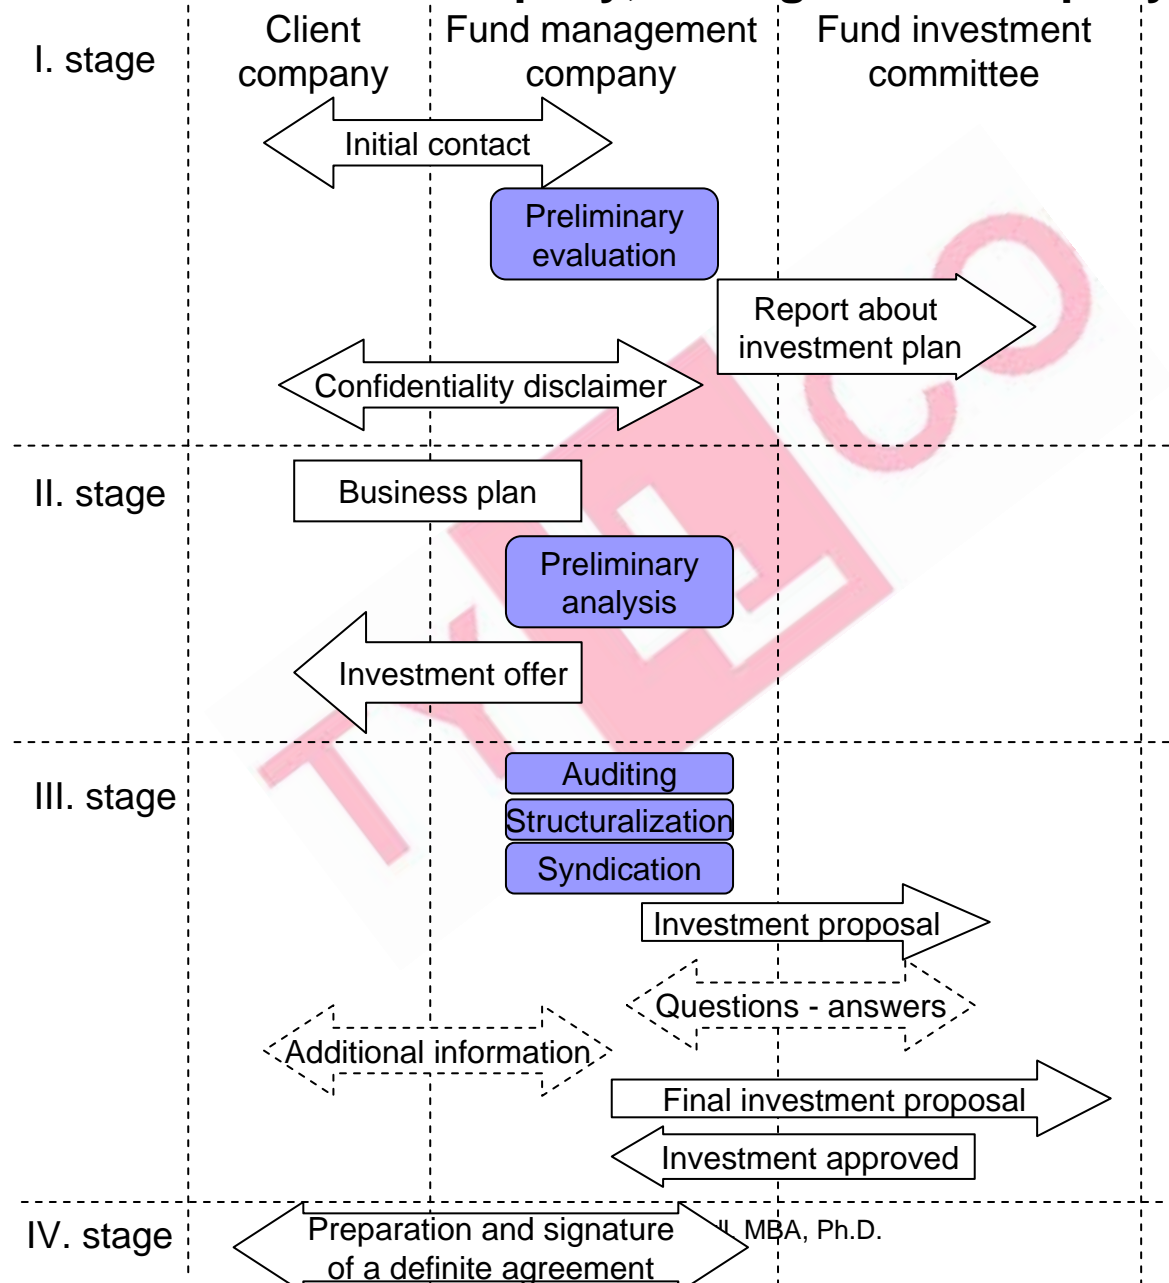 I. stage
Client
company
Fund management
company
Fund investment
committee
Initial contact
Preliminary
evaluation
Report about
investment plan
Confidentiality disclaimer
II. stage
Business plan
Preliminary
analysis
Investment offer
III. stage
Auditing
Structuralization
Syndication
Investment proposal
Questions - answers
Additional information
Final investment proposal
Investment approved
IV. stage
Preparation and signature
of a definite agreement
MBA, Ph.D.
TY CO